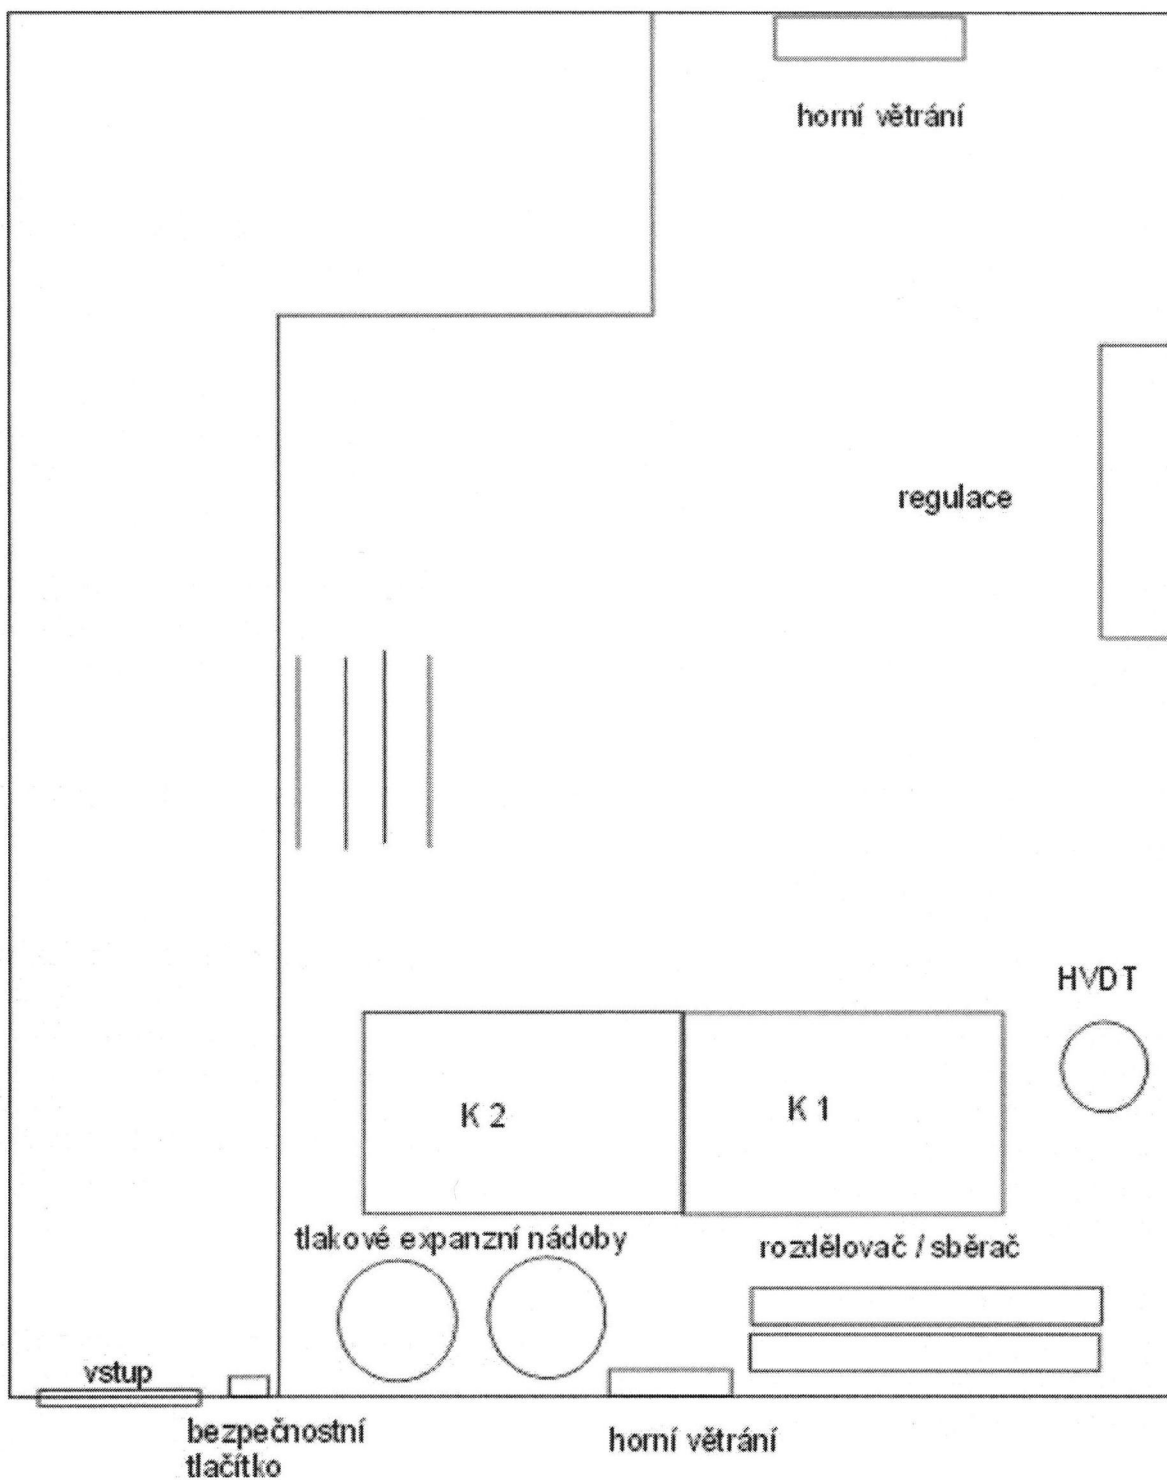 horní větrání
regulace
HVDT
K 2
K 1
tlakové expanzní nádoby
rozdělovač / sběrač
vstup
bezpečnostní
tlačítko
horní větrání